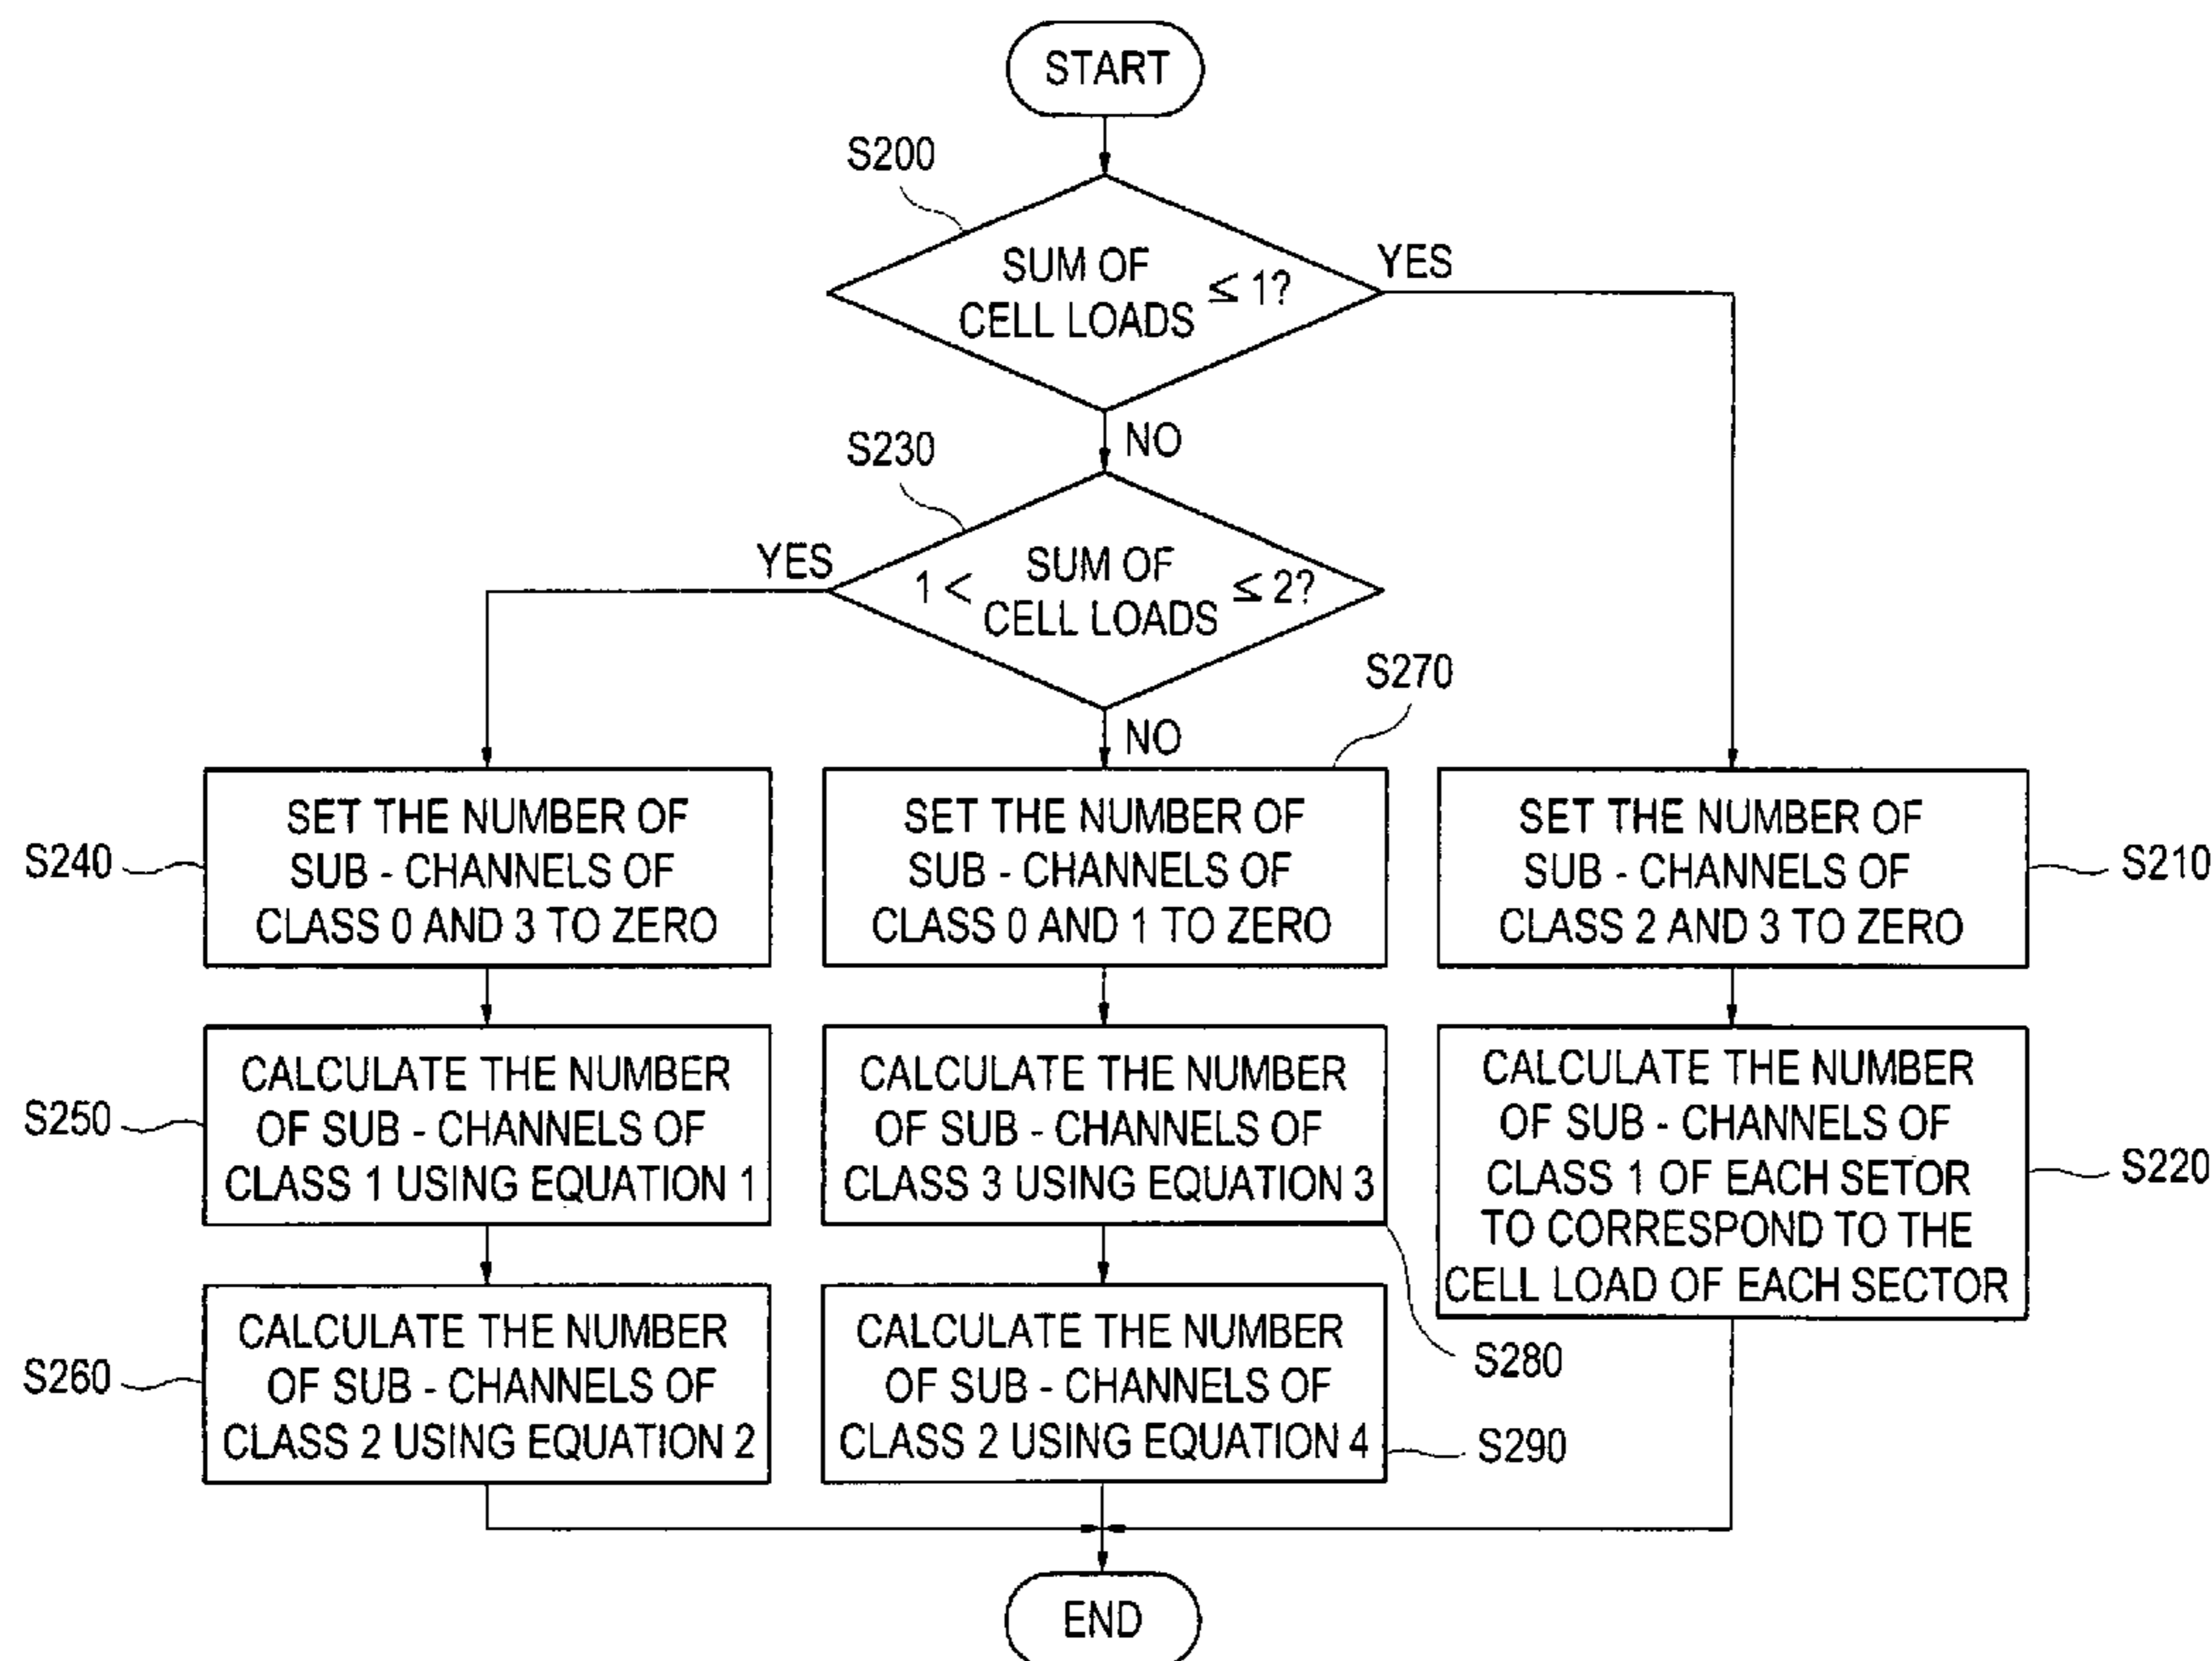 START
S200
SUM OF
CELL LOADS
≤ 1?
YES
NO
S230
YES
1 <
SUM OF
CELL LOADS
≤ 2?
NO
S270
S240
SET THE NUMBER OF
SUB - CHANNELS OF
CLASS 0 AND 3 TO ZERO
SET THE NUMBER OF
SUB - CHANNELS OF
CLASS 0 AND 1 TO ZERO
SET THE NUMBER OF
SUB - CHANNELS OF
CLASS 2 AND 3 TO ZERO
S210
S250
CALCULATE THE NUMBER
OF SUB - CHANNELS OF
CLASS 1 USING EQUATION 1
CALCULATE THE NUMBER
OF SUB - CHANNELS OF
CLASS 3 USING EQUATION 3
CALCULATE THE NUMBER
OF SUB - CHANNELS OF
CLASS 1 OF EACH SETOR
TO CORRESPOND TO THE
CELL LOAD OF EACH SECTOR
S220
S260
CALCULATE THE NUMBER
OF SUB - CHANNELS OF
CLASS 2 USING EQUATION 2
CALCULATE THE NUMBER
OF SUB - CHANNELS OF
CLASS 2 USING EQUATION 4
S280
S290
END